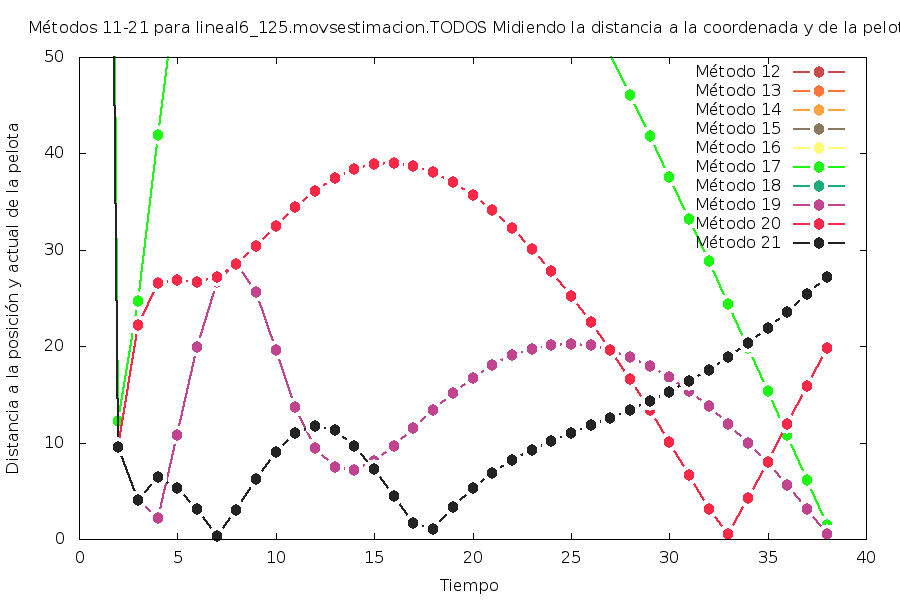 Métodos 11-21 para lineal6_125.movsestimacion.TODOS Midiendo la distancia a la coordenada y de la pelot
Distancia a la posición y actual de la pelota
50
40
30
20
10
0
Método 12
Método 13
Método 14
Método 15
Método 16
Método 17
Método 18
Método 19
Método 20
Método 21
0 5 10 15 20 25 30 35 40
Tiempo